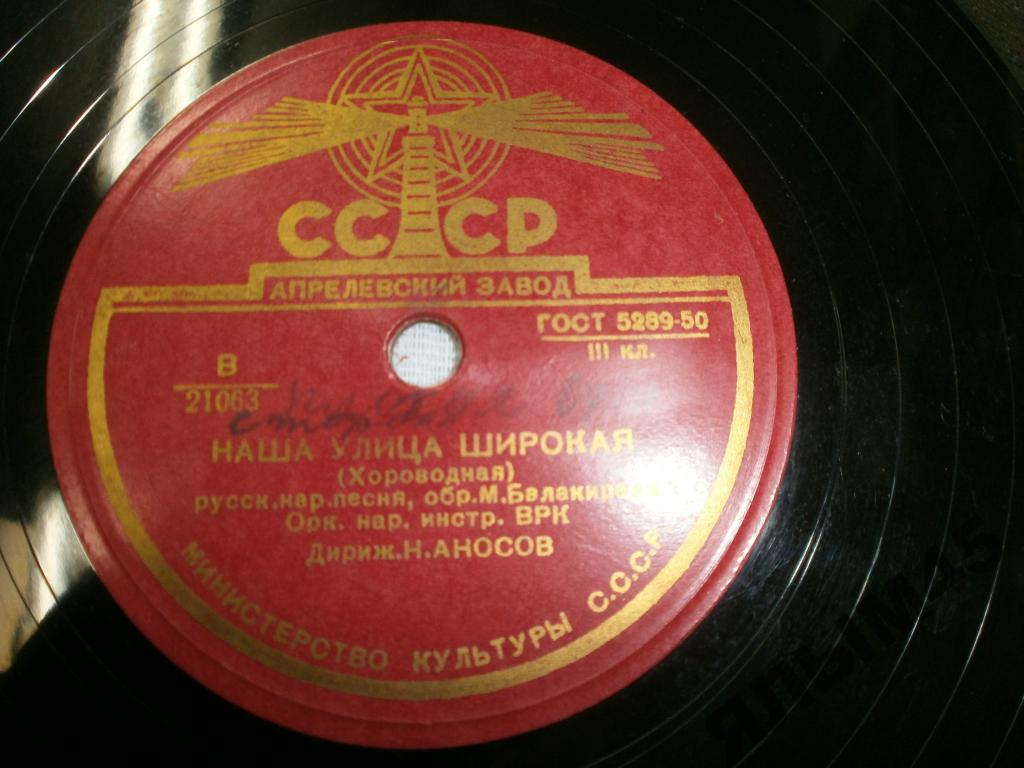 СССР
АПРЕЛЕВСКИЙ ЗАВОД
ГОСТ 5289-50
III кл.
В
21063
НАША УЛИЦА ШИРОКАЯ
(Хороводная)
русск.нар.песня, обр.М.Балакирева
Орк. нар. инстр. ВРК
Дириж.Н.АНОСОВ
МИНИСТЕРСТВО КУЛЬТУРЫ С.С.С.Р.
ЯЛЫМ45